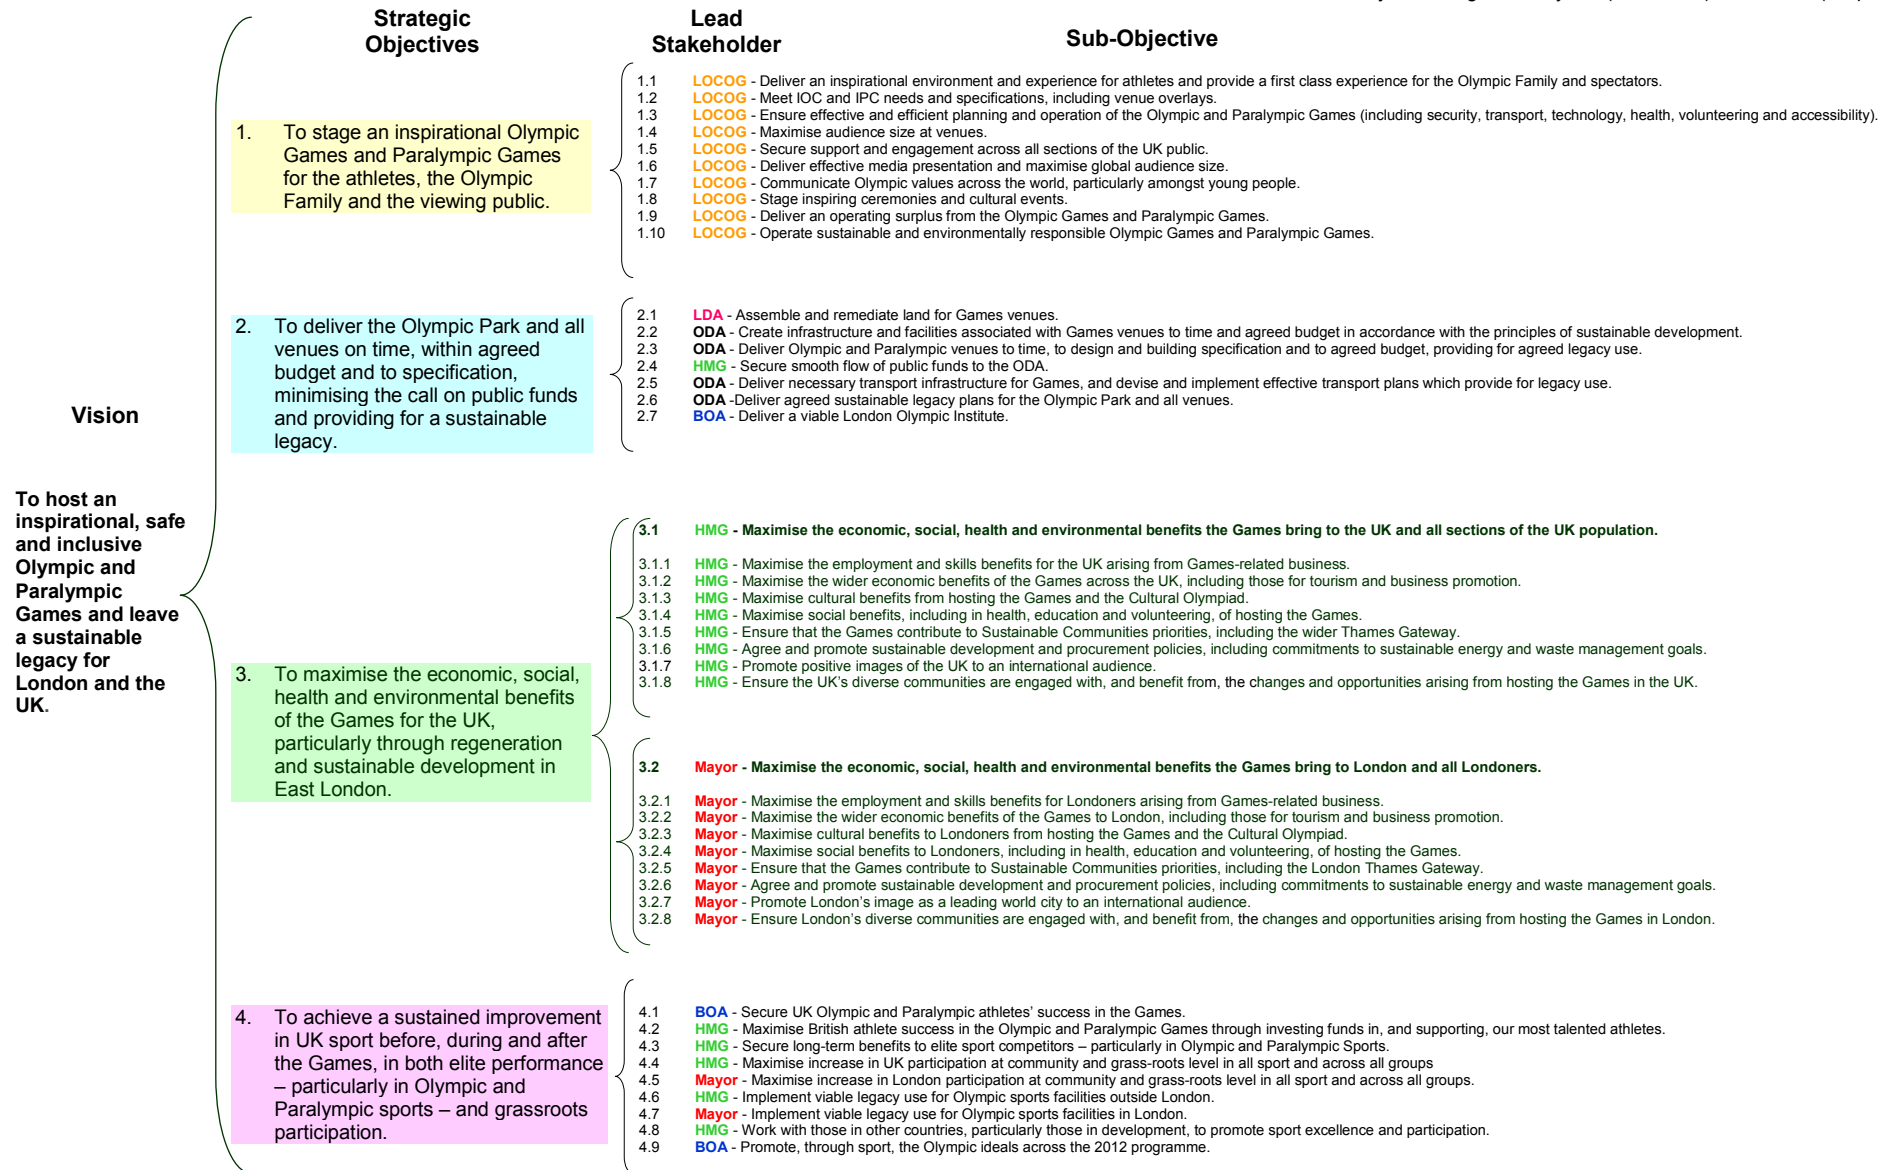 Strategic
Objectives
Lead
Stakeholder
Sub-Objective
Vision
To host an
inspirational, safe
and inclusive
Olympic and
Paralympic
Games and leave
a sustainable
legacy for
London and the
UK.
1. To stage an inspirational Olympic
Games and Paralympic Games
for the athletes, the Olympic
Family and the viewing public.
1.1 LOCOG - Deliver an inspirational environment and experience for athletes and provide a first class experience for the Olympic Family and spectators.
1.2 LOCOG - Meet IOC and IPC needs and specifications, including venue overlays.
1.3 LOCOG - Ensure effective and efficient planning and operation of the Olympic and Paralympic Games (including security, transport, technology, health, volunteering and accessibility).
1.4 LOCOG - Maximise audience size at venues.
1.5 LOCOG - Secure support and engagement across all sections of the UK public.
1.6 LOCOG - Deliver effective media presentation and maximise global audience size.
1.7 LOCOG - Communicate Olympic values across the world, particularly amongst young people.
1.8 LOCOG - Stage inspiring ceremonies and cultural events.
1.9 LOCOG - Deliver an operating surplus from the Olympic Games and Paralympic Games.
1.10 LOCOG - Operate sustainable and environmentally responsible Olympic Games and Paralympic Games.
2. To deliver the Olympic Park and all
venues on time, within agreed
budget and to specification,
minimising the call on public funds
and providing for a sustainable
legacy.
2.1 LDA - Assemble and remediate land for Games venues.
2.2 ODA - Create infrastructure and facilities associated with Games venues to time and agreed budget in accordance with the principles of sustainable development.
2.3 ODA - Deliver Olympic and Paralympic venues to time, to design and building specification and to agreed budget, providing for agreed legacy use.
2.4 HMG - Secure smooth flow of public funds to the ODA.
2.5 ODA - Deliver necessary transport infrastructure for Games, and devise and implement effective transport plans which provide for legacy use.
2.6 ODA -Deliver agreed sustainable legacy plans for the Olympic Park and all venues.
2.7 BOA - Deliver a viable London Olympic Institute.
3. To maximise the economic, social,
health and environmental benefits
of the Games for the UK,
particularly through regeneration
and sustainable development in
East London.
3.1 HMG - Maximise the economic, social, health and environmental benefits the Games bring to the UK and all sections of the UK population.
3.1.1 HMG - Maximise the employment and skills benefits for the UK arising from Games-related business.
3.1.2 HMG - Maximise the wider economic benefits of the Games across the UK, including those for tourism and business promotion.
3.1.3 HMG - Maximise cultural benefits from hosting the Games and the Cultural Olympiad.
3.1.4 HMG - Maximise social benefits, including in health, education and volunteering, of hosting the Games.
3.1.5 HMG - Ensure that the Games contribute to Sustainable Communities priorities, including the wider Thames Gateway.
3.1.6 HMG - Agree and promote sustainable development and procurement policies, including commitments to sustainable energy and waste management goals.
3.1.7 HMG - Promote positive images of the UK to an international audience.
3.1.8 HMG - Ensure the UK's diverse communities are engaged with, and benefit from, the changes and opportunities arising from hosting the Games in the UK.
3.2 Mayor - Maximise the economic, social, health and environmental benefits the Games bring to London and all Londoners.
3.2.1 Mayor - Maximise the employment and skills benefits for Londoners arising from Games-related business.
3.2.2 Mayor - Maximise the wider economic benefits of the Games to London, including those for tourism and business promotion.
3.2.3 Mayor - Maximise cultural benefits to Londoners from hosting the Games and the Cultural Olympiad.
3.2.4 Mayor - Maximise social benefits to Londoners, including in health, education and volunteering, of hosting the Games.
3.2.5 Mayor - Ensure that the Games contribute to Sustainable Communities priorities, including the London Thames Gateway.
3.2.6 Mayor - Agree and promote sustainable development and procurement policies, including commitments to sustainable energy and waste management goals.
3.2.7 Mayor - Promote London's image as a leading world city to an international audience.
3.2.8 Mayor - Ensure London's diverse communities are engaged with, and benefit from, the changes and opportunities arising from hosting the Games in London.
4. To achieve a sustained improvement
in UK sport before, during and after
the Games, in both elite performance
– particularly in Olympic and
Paralympic sports – and grassroots
participation.
4.1 BOA - Secure UK Olympic and Paralympic athletes' success in the Games.
4.2 HMG - Maximise British athlete success in the Olympic and Paralympic Games through investing funds in, and supporting, our most talented athletes.
4.3 HMG - Secure long-term benefits to elite sport competitors – particularly in Olympic and Paralympic Sports.
4.4 HMG - Maximise increase in UK participation at community and grass-roots level in all sport and across all groups
4.5 Mayor - Maximise increase in London participation at community and grass-roots level in all sport and across all groups.
4.6 HMG - Implement viable legacy use for Olympic sports facilities outside London.
4.7 Mayor - Implement viable legacy use for Olympic sports facilities in London.
4.8 HMG - Work with those in other countries, particularly those in development, to promote sport excellence and participation.
4.9 BOA - Promote, through sport, the Olympic ideals across the 2012 programme.